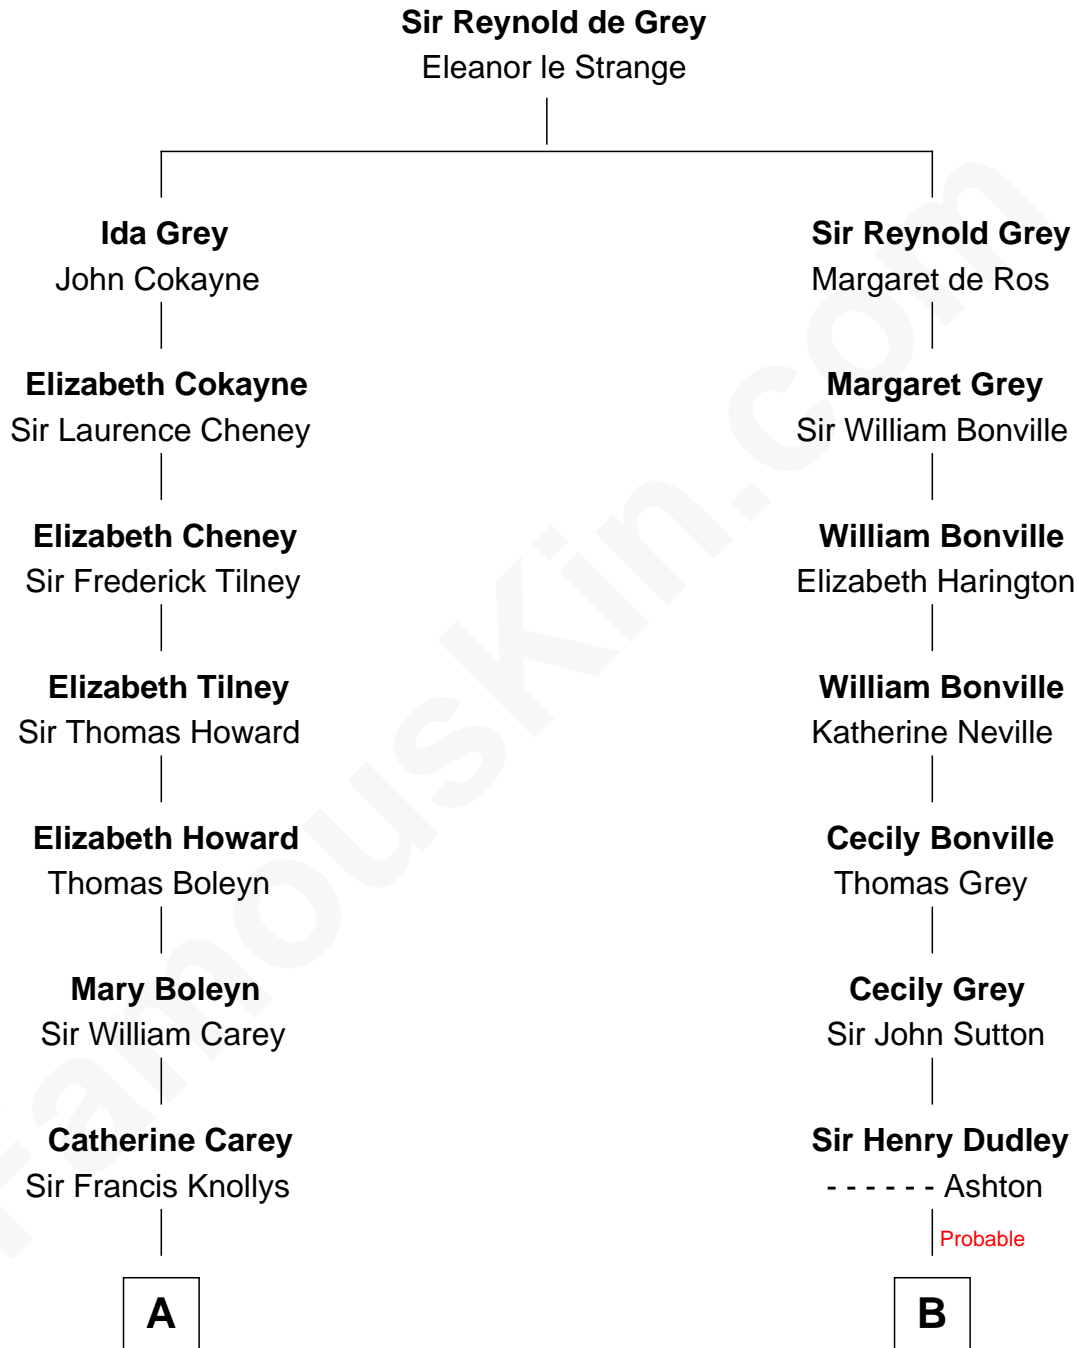 Sir Reynold de Grey
Eleanor le Strange
Ida Grey
John Cokayne
Sir Reynold Grey
Margaret de Ros
Elizabeth Cokayne
Sir Laurence Cheney
Margaret Grey
Sir William Bonville
Elizabeth Cheney
Sir Frederick Tilney
William Bonville
Elizabeth Harington
Elizabeth Tilney
Sir Thomas Howard
William Bonville
Katherine Neville
Elizabeth Howard
Thomas Boleyn
Cecily Bonville
Thomas Grey
Mary Boleyn
Sir William Carey
Cecily Grey
Sir John Sutton
Catherine Carey
Sir Francis Knollys
Sir Henry Dudley
- - - - - - Ashton
Probable
A
B
FamousKin.com